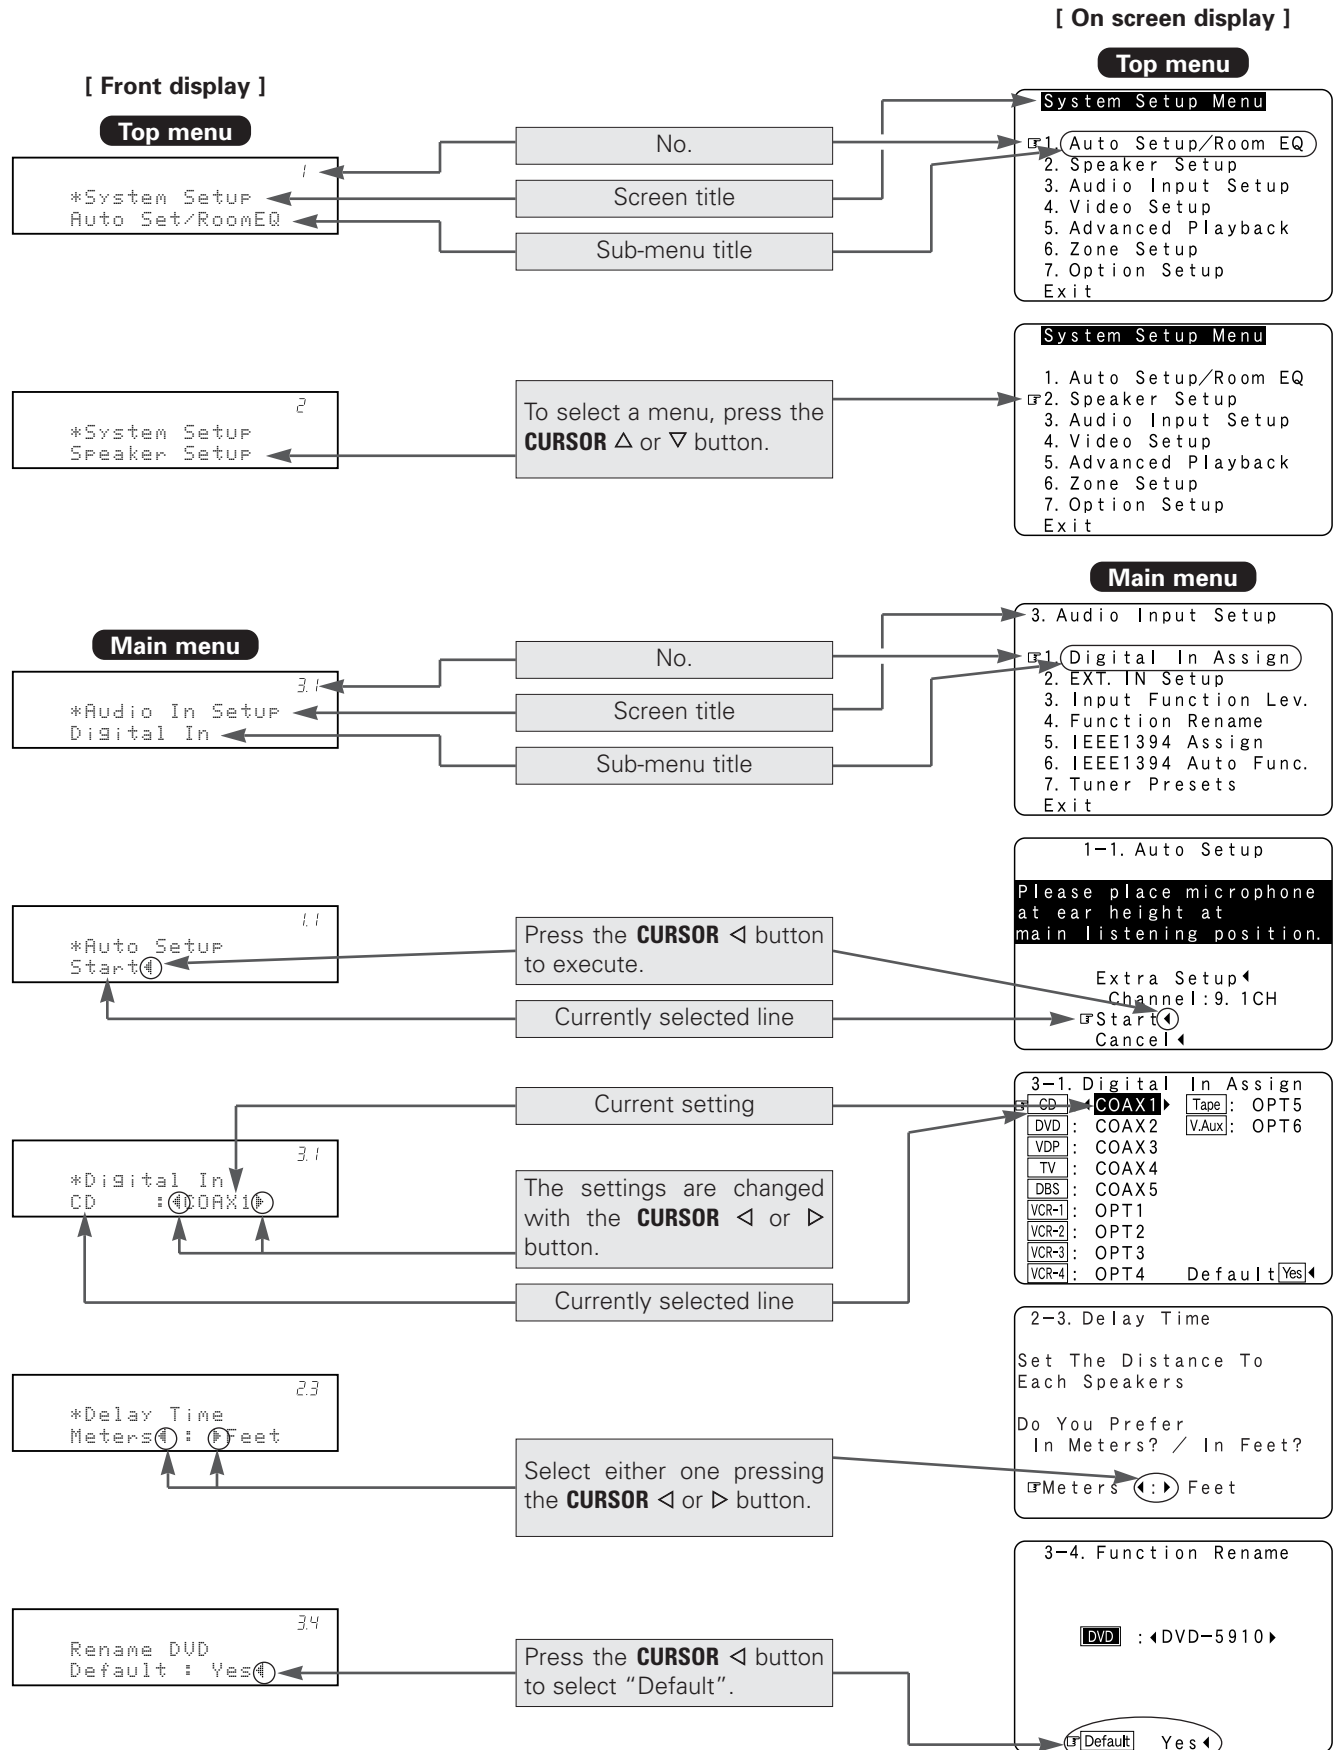 [ Front display ]
Top menu
1
*System Setup
Auto Set/RoomEQ
No.
Screen title
Sub-menu title
[ On screen display ]
Top menu
System Setup Menu
☞1. Auto Setup/Room EQ
2. Speaker Setup
3. Audio Input Setup
4. Video Setup
5. Advanced Playback
6. Zone Setup
7. Option Setup
Exit
2
*System Setup
Speaker Setup
To select a menu, press the
CURSOR △ or ▽ button.
System Setup Menu
1. Auto Setup/Room EQ
☞2. Speaker Setup
3. Audio Input Setup
4. Video Setup
5. Advanced Playback
6. Zone Setup
7. Option Setup
Exit
Main menu
3.1
*Audio In Setup
Digital In
No.
Screen title
Sub-menu title
Main menu
3. Audio Input Setup
☞1. Digital In Assign
2. EXT. IN Setup
3. Input Function Lev.
4. Function Rename
5. IEEE1394 Assign
6. IEEE1394 Auto Func.
7. Tuner Presets
Exit
1.1
*Auto Setup
Start◀
Press the CURSOR ◁ button
to execute.
Currently selected line
1-1. Auto Setup
Please place microphone
at ear height at
main listening position.
Extra Setup◀
Channel:9. 1CH
☞Start◀
Cancel◀
3.1
*Digital In
CD :◀COAX1▶
Current setting
The settings are changed
with the CURSOR ◁ or ▷
button.
Currently selected line
3-1. Digital In Assign
☞CD ◀COAX1▶ Tape: OPT5
DVD: COAX2 V.Aux: OPT6
VDP: COAX3
TV: COAX4
DBS: COAX5
VCR-1: OPT1
VCR-2: OPT2
VCR-3: OPT3
VCR-4: OPT4 Default Yes◀
2.3
*Delay Time
Meters◀ : ▶Feet
Select either one pressing
the CURSOR ◁ or ▷ button.
2-3. Delay Time
Set The Distance To
Each Speakers
Do You Prefer
In Meters? / In Feet?
☞Meters ◀:▶ Feet
3.4
Rename DVD
Default : Yes◀
Press the CURSOR ◁ button
to select “Default”.
3-4. Function Rename
DVD :◀DVD-5910▶
☞Default Yes◀